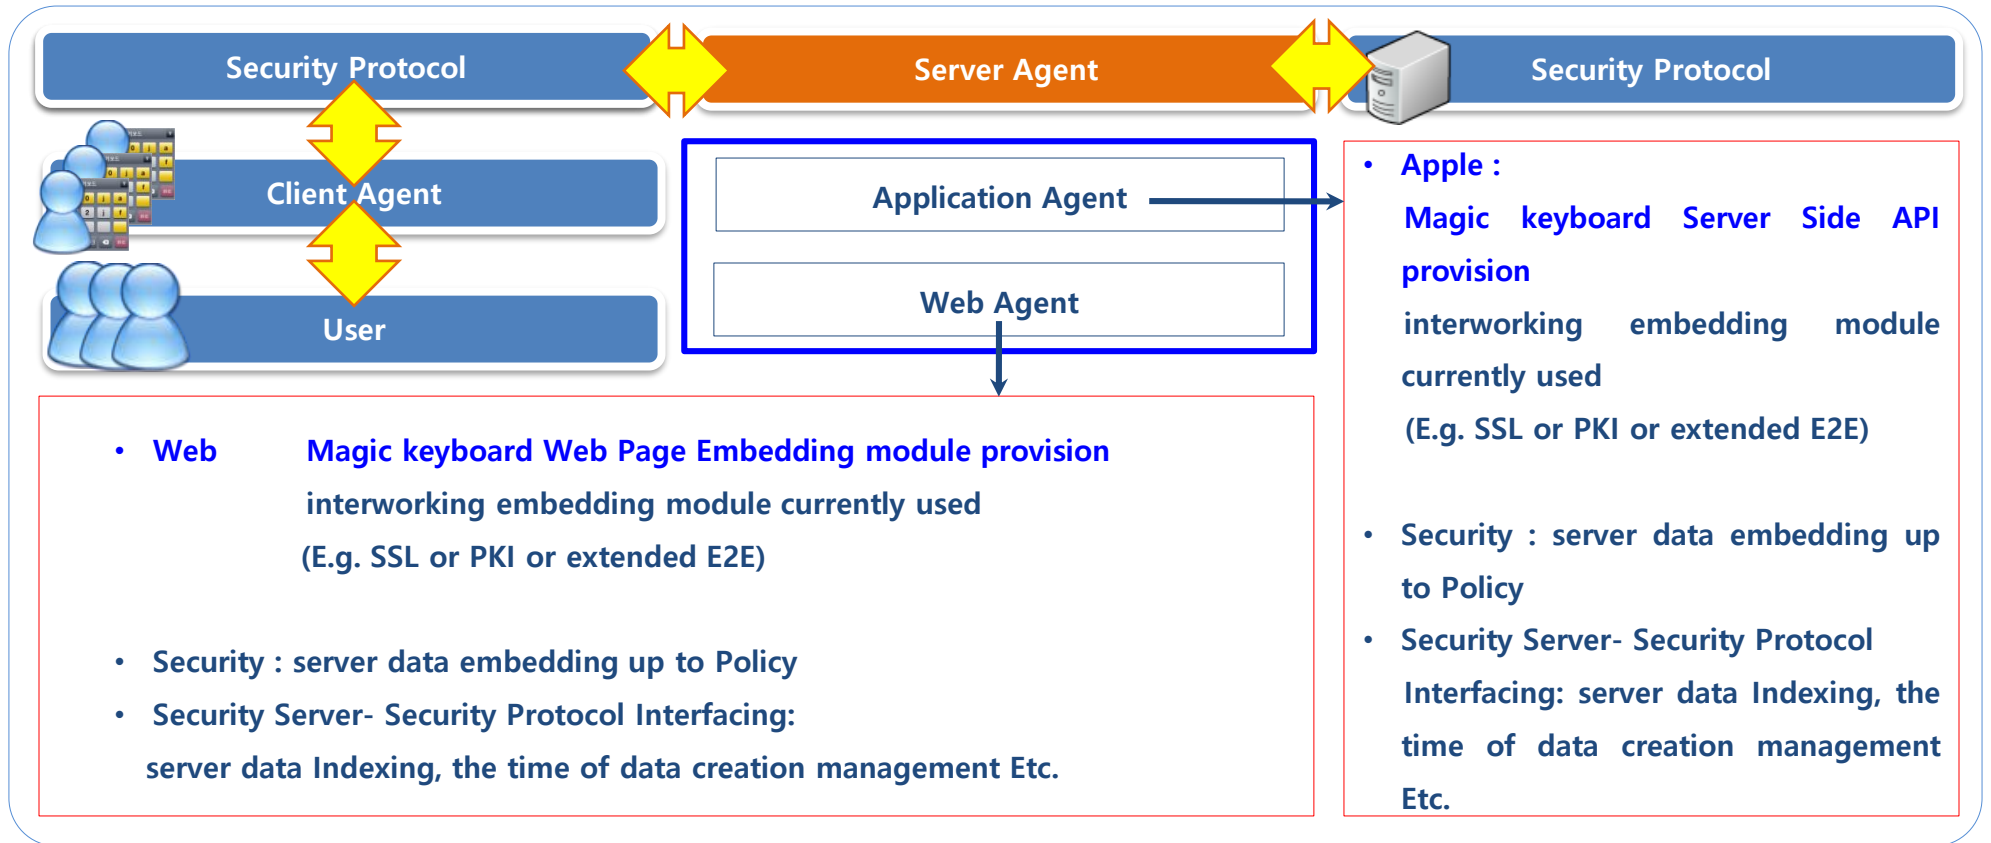 Security Protocol
Server Agent
Security Protocol
Client Agent
User
Application Agent
Web Agent
• Web Magic keyboard Web Page Embedding module provision
interworking embedding module currently used
(E.g. SSL or PKI or extended E2E)
• Security : server data embedding up to Policy
• Security Server- Security Protocol Interfacing:
server data Indexing, the time of data creation management Etc.
• Apple :
Magic keyboard Server Side API
provision
interworking embedding module
currently used
(E.g. SSL or PKI or extended E2E)
• Security : server data embedding up
to Policy
• Security Server- Security Protocol
Interfacing: server data Indexing, the
time of data creation management
Etc.